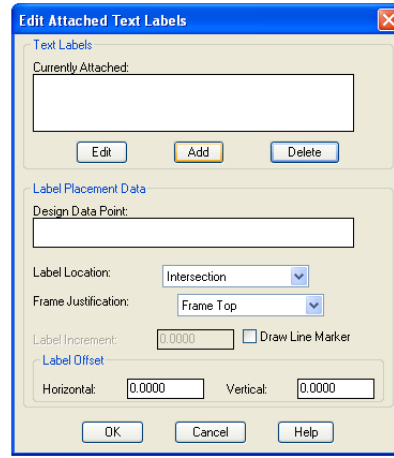 Edit Attached Text Labels
Text Labels
Currently Attached:
Edit Add Delete
Label Placement Data
Design Data Point:
Label Location: Intersection
Frame Justification: Frame Top
Label Increment: 0.0000 Draw Line Marker
Label Offset
Horizontal: 0.0000 Vertical: 0.0000
OK Cancel Help